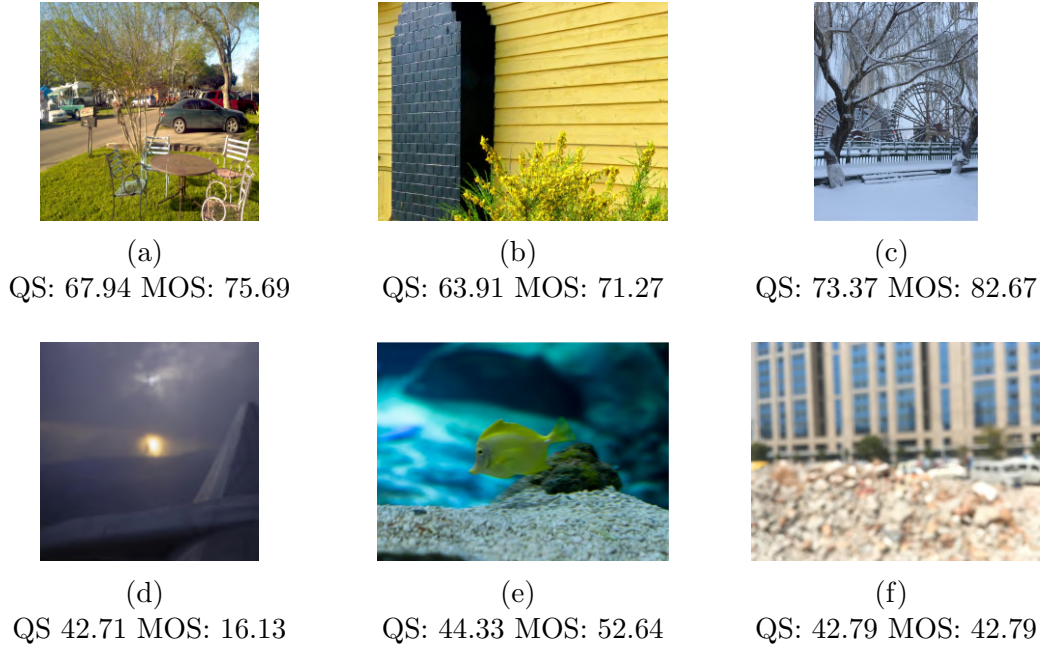 (a)
QS: 67.94 MOS: 75.69
(b)
QS: 63.91 MOS: 71.27
(c)
QS: 73.37 MOS: 82.67
(d)
QS 42.71 MOS: 16.13
(e)
QS: 44.33 MOS: 52.64
(f)
QS: 42.79 MOS: 42.79